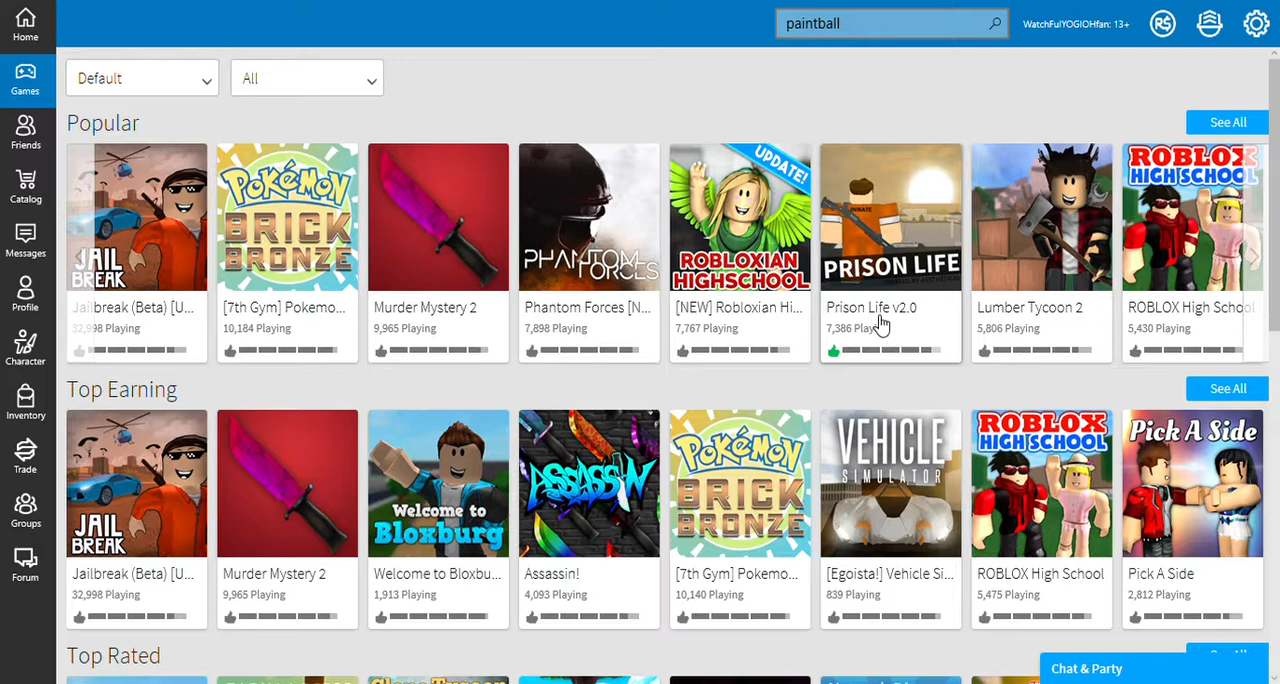 Home
Games
Friends
Catalog
Messages
Profile
Character
Inventory
Trade
Groups
Forum
paintball
WatchFulYOGIOHfan: 13+
R$
Default
All
Popular
See All
JAIL BREAK
POKéMON BRICK BRONZE
PHANTOM FORCES
UPDATE!
ROBLOXIAN HIGHSCHOOL
INMATE
PRISON LIFE
ROBLOX HIGH SCHOOL
Jailbreak (Beta) [U...
[7th Gym] Pokemo...
Murder Mystery 2
Phantom Forces [N...
[NEW] Robloxian Hi...
Prison Life v2.0
Lumber Tycoon 2
ROBLOX High School
32,998 Playing
10,184 Playing
9,965 Playing
7,898 Playing
7,767 Playing
7,386 Playing
5,806 Playing
5,430 Playing
Top Earning
See All
JAIL BREAK
Welcome to Bloxburg
ASSASSIN
POKéMON BRICK BRONZE
VEHICLE SIMULATOR
ROBLOX HIGH SCHOOL
Pick A Side
Jailbreak (Beta) [U...
Murder Mystery 2
Welcome to Bloxbu...
Assassin!
[7th Gym] Pokemo...
[Egoista!] Vehicle Si...
ROBLOX High School
Pick A Side
32,998 Playing
9,965 Playing
1,913 Playing
4,093 Playing
10,140 Playing
839 Playing
5,475 Playing
2,812 Playing
Top Rated
Chat & Party